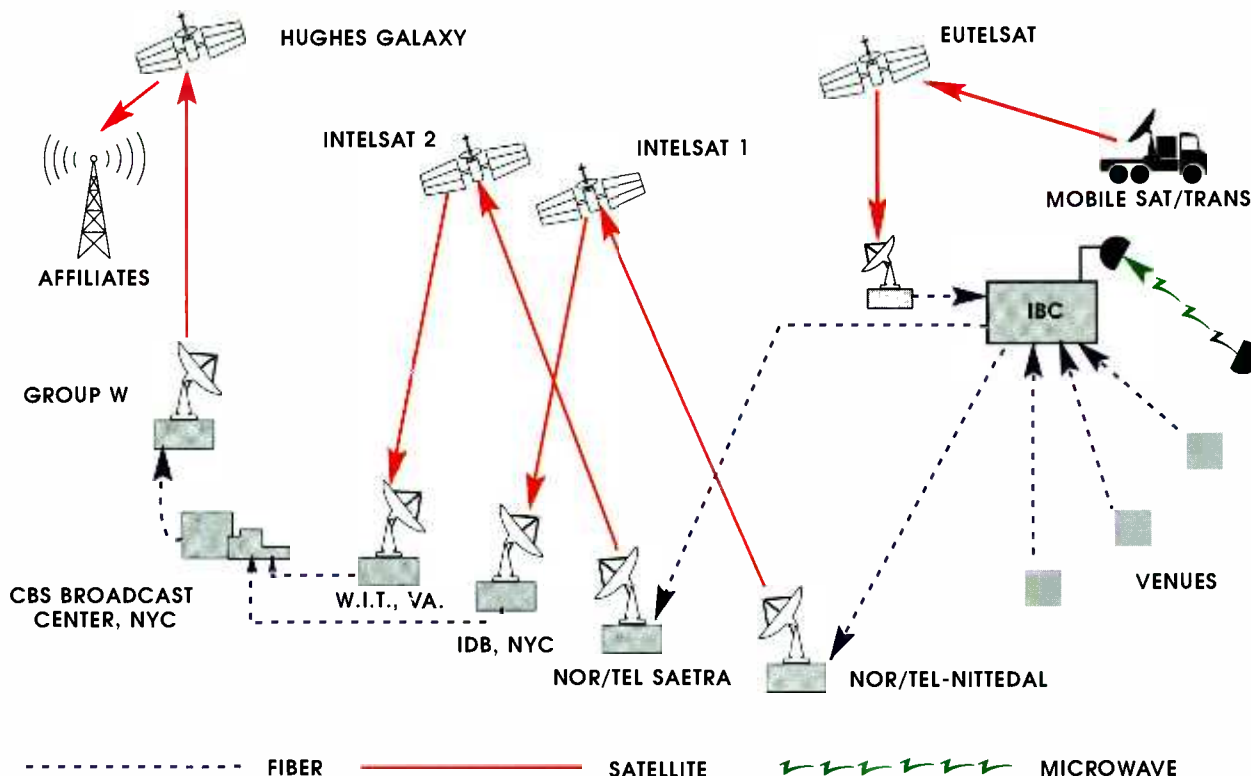 HUGHES GALAXY
EUTELSAT
INTELSAT 2
INTELSAT 1
MOBILE SAT/TRANS
AFFILIATES
IBC
GROUP W
VENUES
CBS BROADCAST
CENTER, NYC
W.I.T., VA.
IDB, NYC
NOR/TEL SAETRA
NOR/TEL-NITTEDAL
FIBER
SATELLITE
MICROWAVE